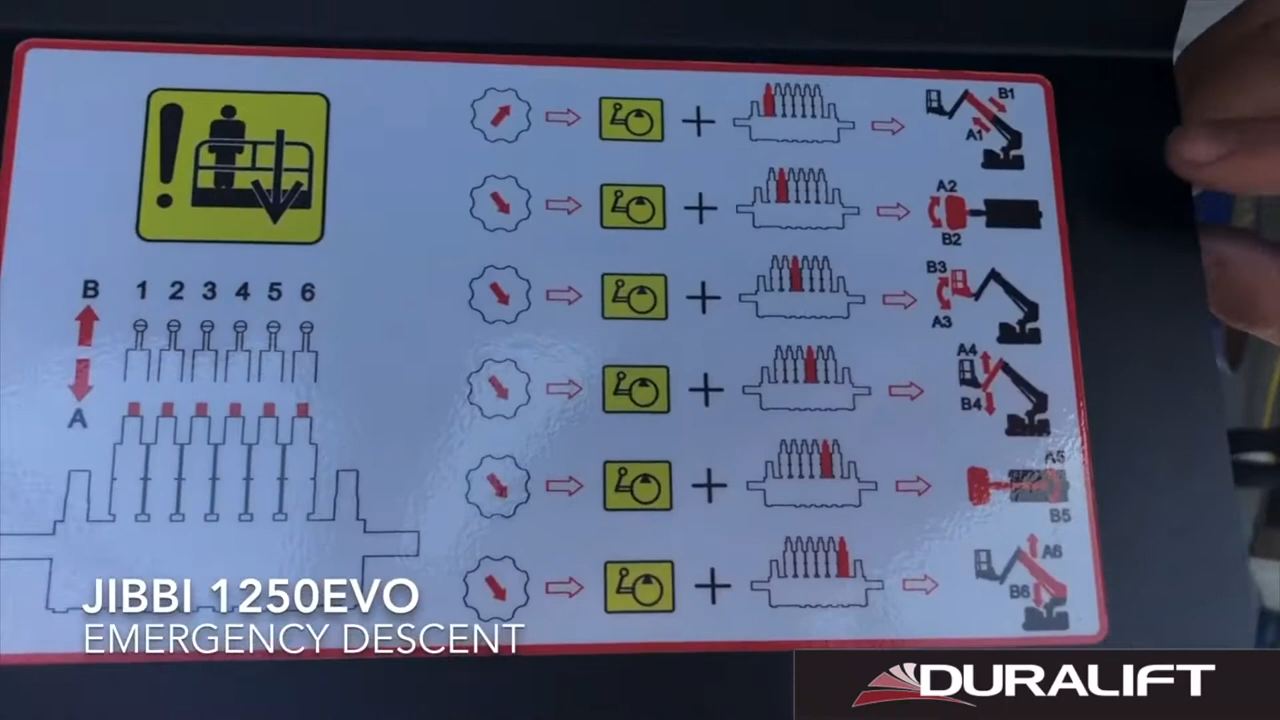 B 1 2 3 4 5 6
A
B1
A1
A2
B2
B3
A3
A4
B4
A5
B5
A6
B6
JIBBI 1250EVO
EMERGENCY DESCENT
DURALIFT